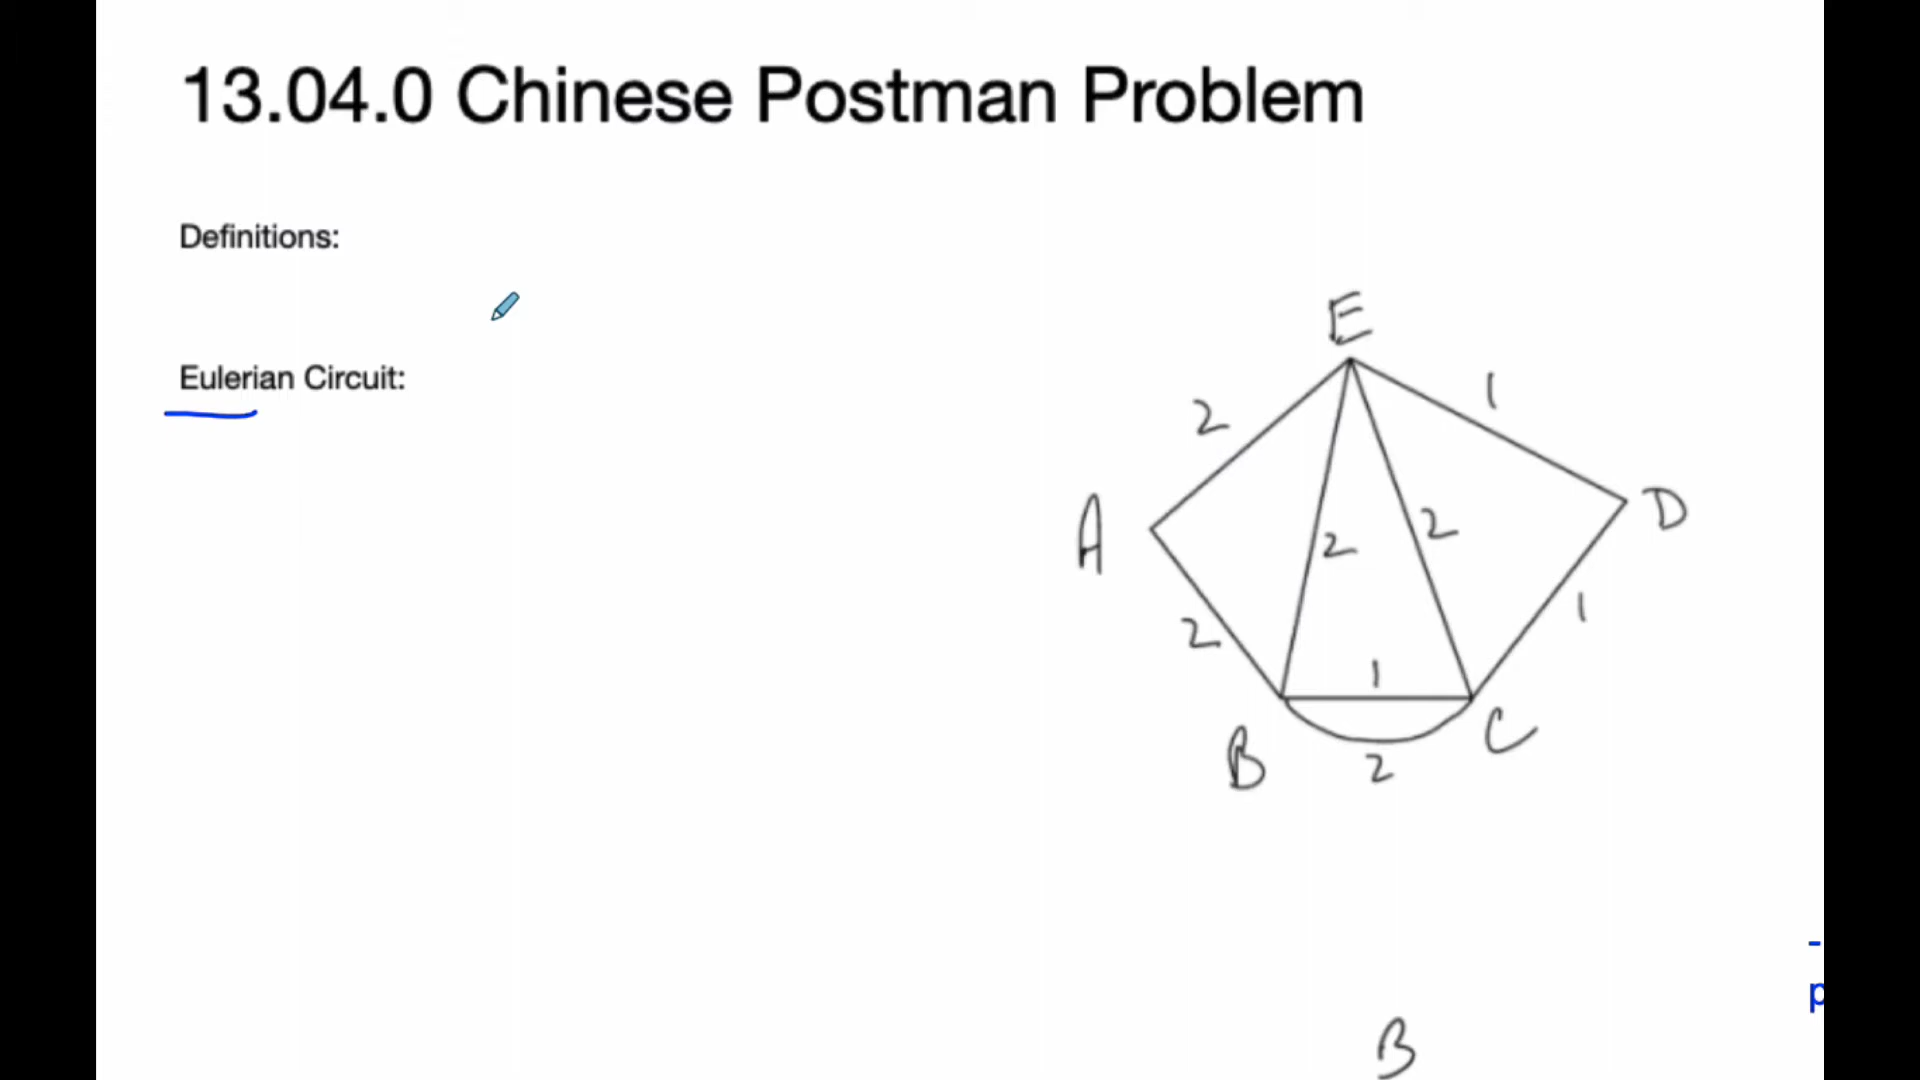 13.04.0 Chinese Postman Problem
Definitions:
Eulerian Circuit:
E
2
1
A
2
2
D
2
1
1
B
2
C
-
p
B